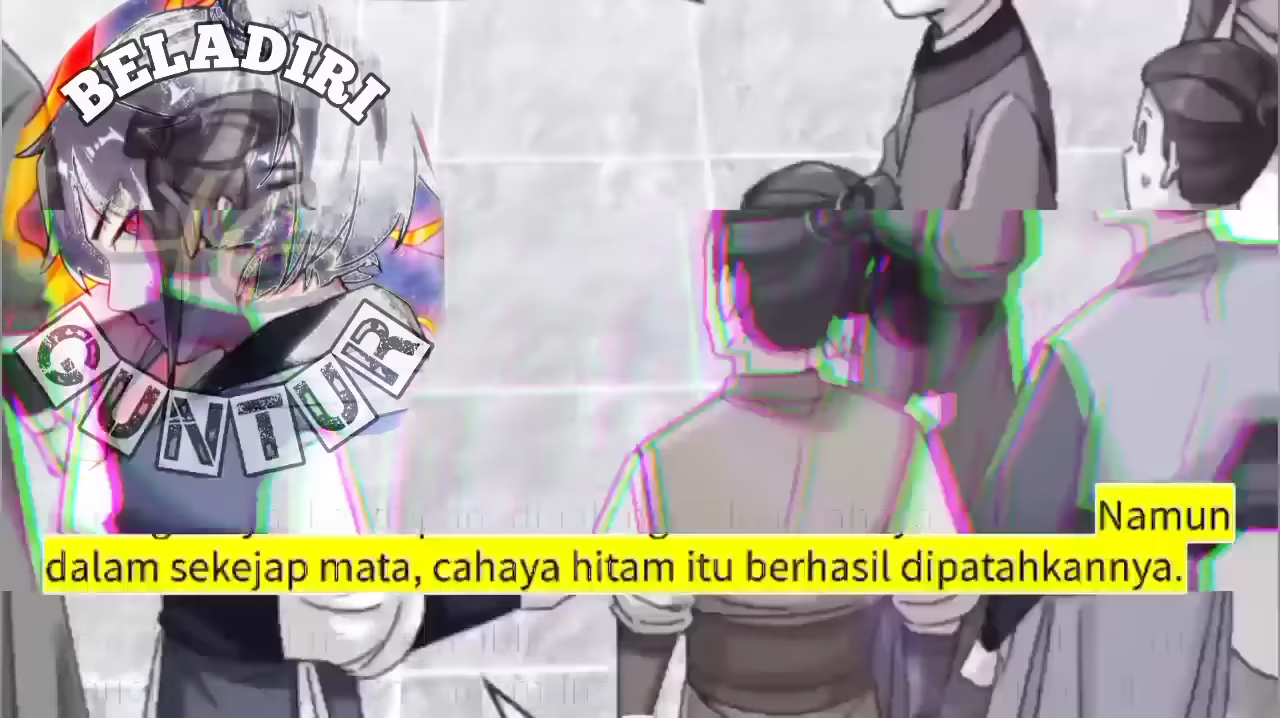 BELADIRI
GUNTUR
Namun
dalam sekejap mata, cahaya hitam itu berhasil dipatahkannya.